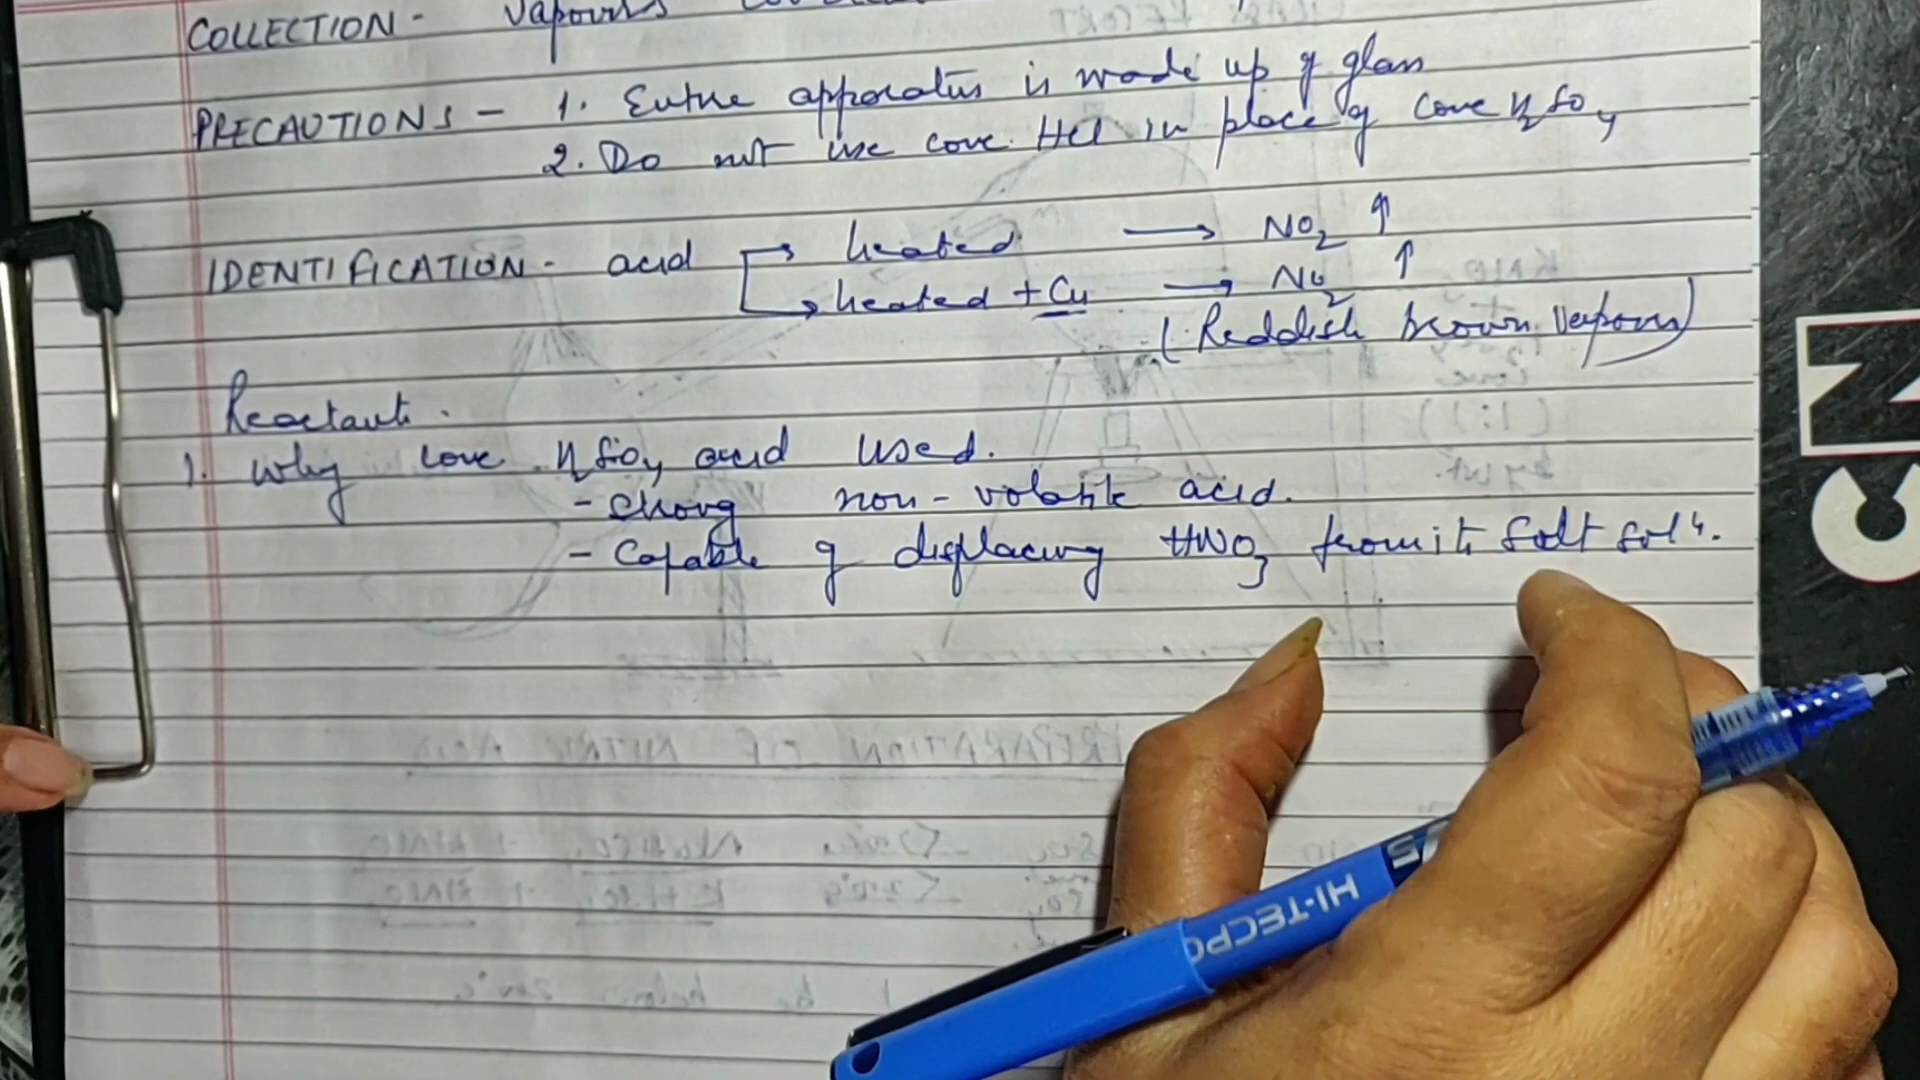 COLLECTION - Vapours
PRECAUTIONS - 1. Entire apparatus is made up of glass
2. Do not use conc. HCl in place of conc H2SO4
IDENTIFICATION - acid → heated → NO2 ↑
→ heated + Cu → NO2 ↑
(Reddish brown vapours)
Reactant.
1. Why conc H2SO4 acid used.
- Strong non-volatile acid.
- Capable of displacing HNO3 from its salt soln.
HI-TECPO
CN